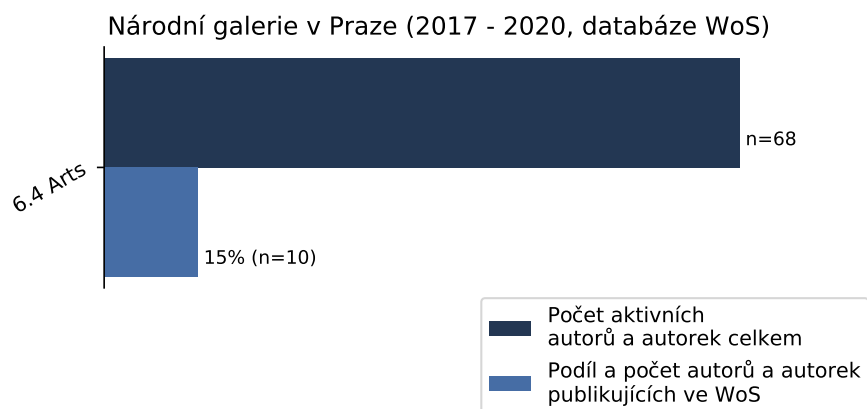 Národní galerie v Praze (2017 - 2020, databáze WoS)
n=68
6.4 Arts
15% (n=10)
Počet aktivních
autorů a autorek celkem
Podíl a počet autorů a autorek
publikujících ve WoS